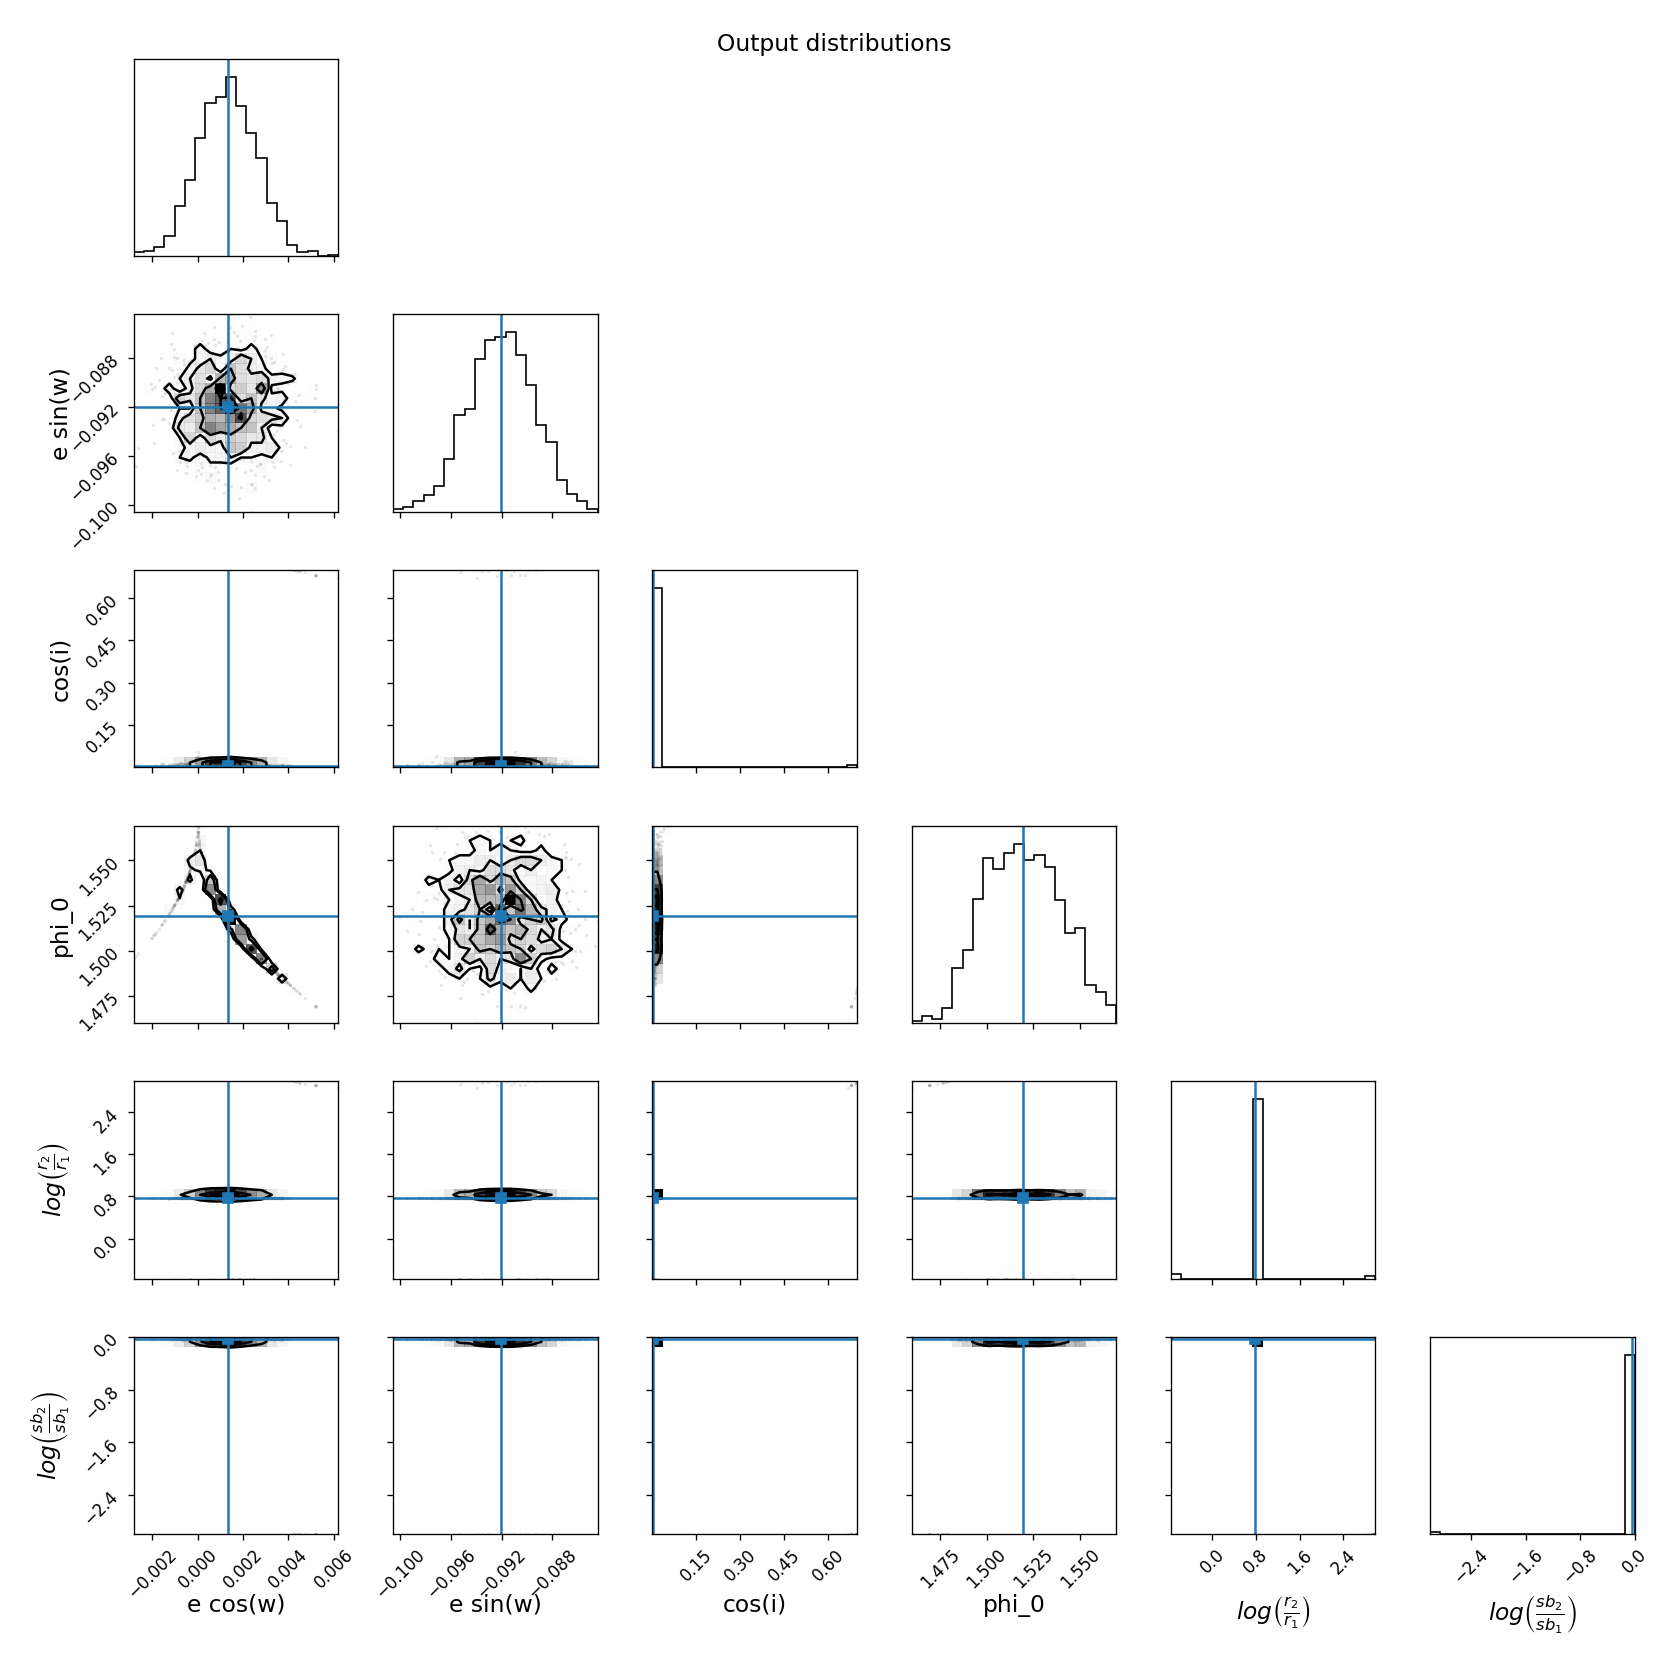 Output distributions
e sin(w)
−0.088
−0.092
−0.096
−0.100
cos(i)
0.60
0.45
0.30
0.15
phi_0
1.550
1.525
1.500
1.475
log(r₂/r₁)
2.4
1.6
0.8
0.0
log(sb₂/sb₁)
0.0
−0.8
−1.6
−2.4
−0.002 0.000 0.002 0.004 0.006
−0.100 −0.096 −0.092 −0.088
0.15 0.30 0.45 0.60
1.475 1.500 1.525 1.550
0.0 0.8 1.6 2.4
−2.4 −1.6 −0.8 0.0
e cos(w) e sin(w) cos(i) phi_0 log(r₂/r₁) log(sb₂/sb₁)